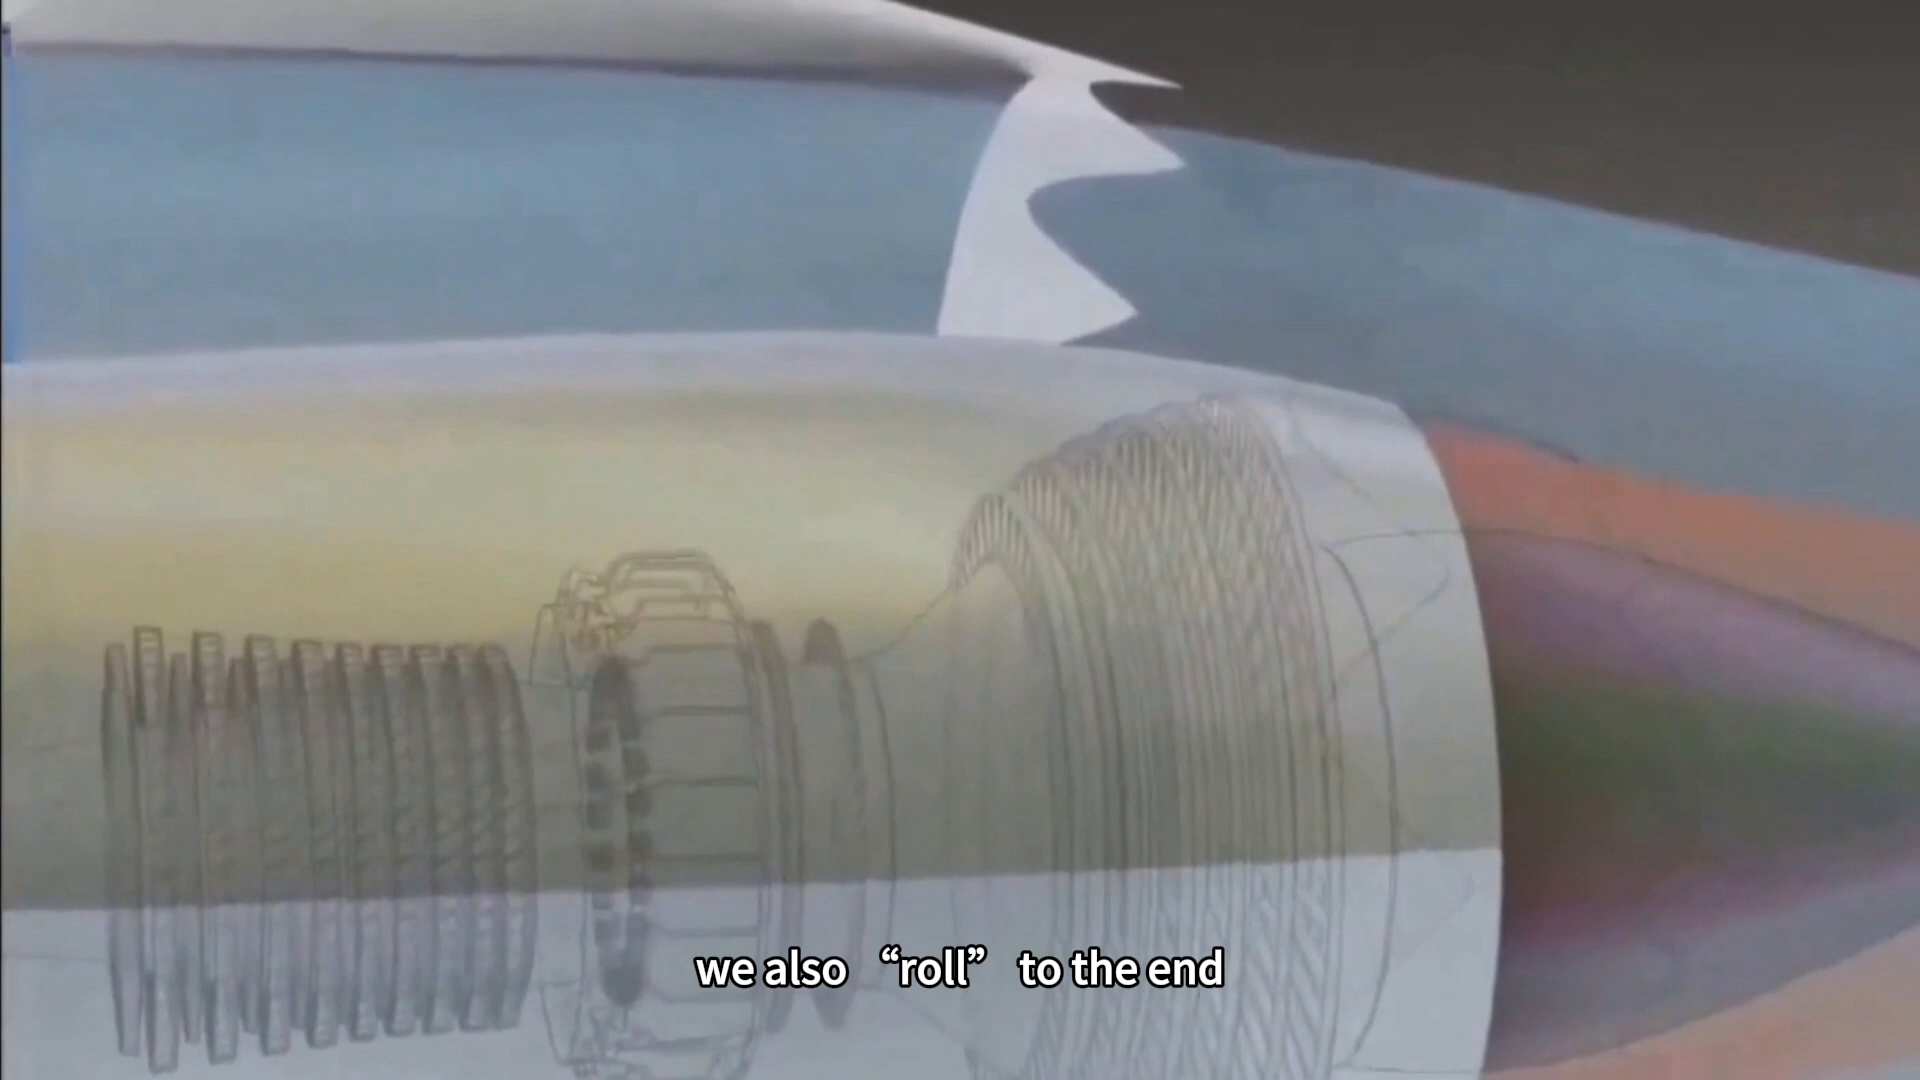 we also “roll” to the end